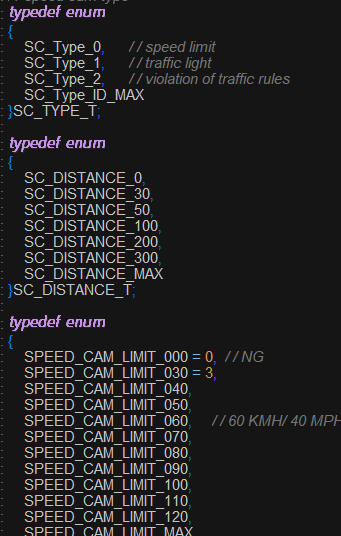 typedef enum
{
SC_Type_0, // speed limit
SC_Type_1, // traffic light
SC_Type_2, // violation of traffic rules
SC_Type_ID_MAX
}SC_TYPE_T;
typedef enum
{
SC_DISTANCE_0,
SC_DISTANCE_30,
SC_DISTANCE_50,
SC_DISTANCE_100,
SC_DISTANCE_200,
SC_DISTANCE_300,
SC_DISTANCE_MAX
}SC_DISTANCE_T;
typedef enum
{
SPEED_CAM_LIMIT_000 = 0, // NG
SPEED_CAM_LIMIT_030 = 3,
SPEED_CAM_LIMIT_040,
SPEED_CAM_LIMIT_050,
SPEED_CAM_LIMIT_060, // 60 KMH/ 40 MPH
SPEED_CAM_LIMIT_070,
SPEED_CAM_LIMIT_080,
SPEED_CAM_LIMIT_090,
SPEED_CAM_LIMIT_100,
SPEED_CAM_LIMIT_110,
SPEED_CAM_LIMIT_120,
SPEED_CAM_LIMIT_MAX